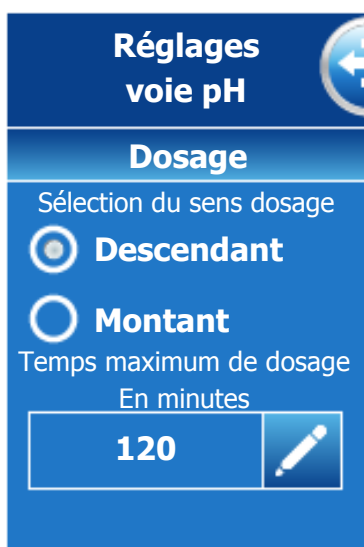 Réglages
voie pH
Dosage
Sélection du sens dosage
Descendant
Montant
Temps maximum de dosage
En minutes
120